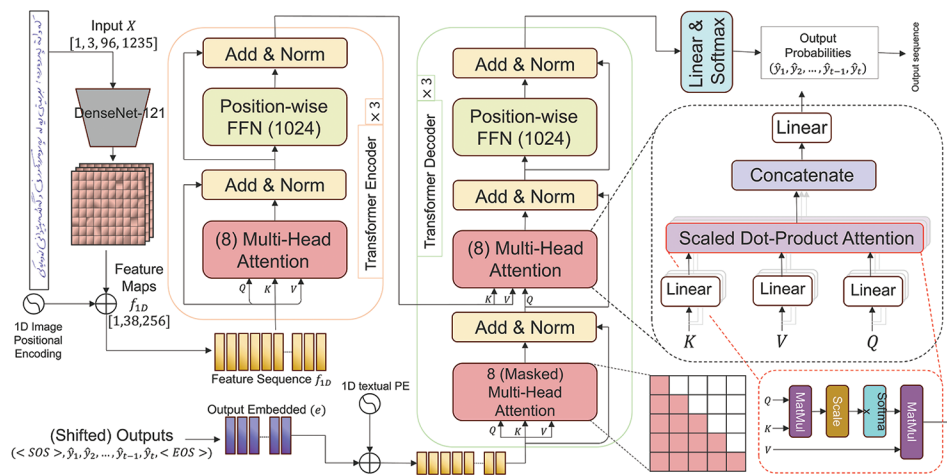 Input X
[1, 3, 96, 1235]
DenseNet-121
Feature
Maps
f1D
[1,38,256]
1D Image
Positional
Encoding
Feature Sequence f1D
Add & Norm
Position-wise
FFN (1024)
Add & Norm
(8) Multi-Head
Attention
Q K V
Transformer Encoder
× 3
1D textual PE
Output Embedded (e)
(Shifted) Outputs
(< SOS >, ŷ1, ŷ2, …, ŷt−1, ŷt, < EOS >)
Transformer Decoder
× 3
Add & Norm
Position-wise
FFN (1024)
Add & Norm
(8) Multi-Head
Attention
K V Q
Add & Norm
8 (Masked)
Multi-Head
Attention
Q K V
Linear &
Softmax
Output
Probabilities
(ŷ1, ŷ2, …, ŷt−1, ŷt)
Output sequence
Linear
Concatenate
Scaled Dot-Product Attention
Linear Linear Linear
K V Q
Q
K
V
MatMul
Scale
Softma
x
MatMul